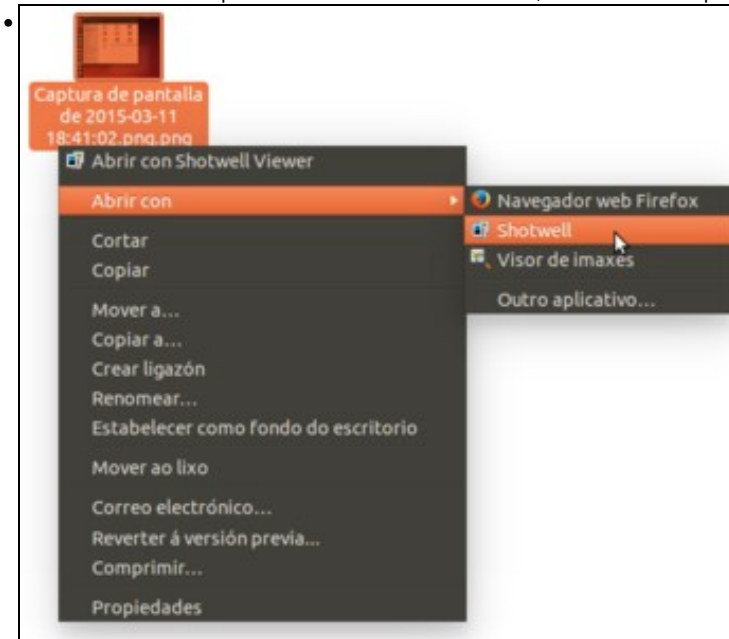 Captura de pantalla
de 2015-03-11
18:41:02.png.png
Abrir con Shotwell Viewer
Abrir con
Navegador web Firefox
Shotwell
Visor de imaxes
Outro aplicativo...
Cortar
Copiar
Mover a...
Copiar a...
Crear ligazón
Renomear...
Estabelecer como fondo do escritorio
Mover ao lixo
Correo electrónico...
Reverter á versión previa...
Comprimir...
Propiedades